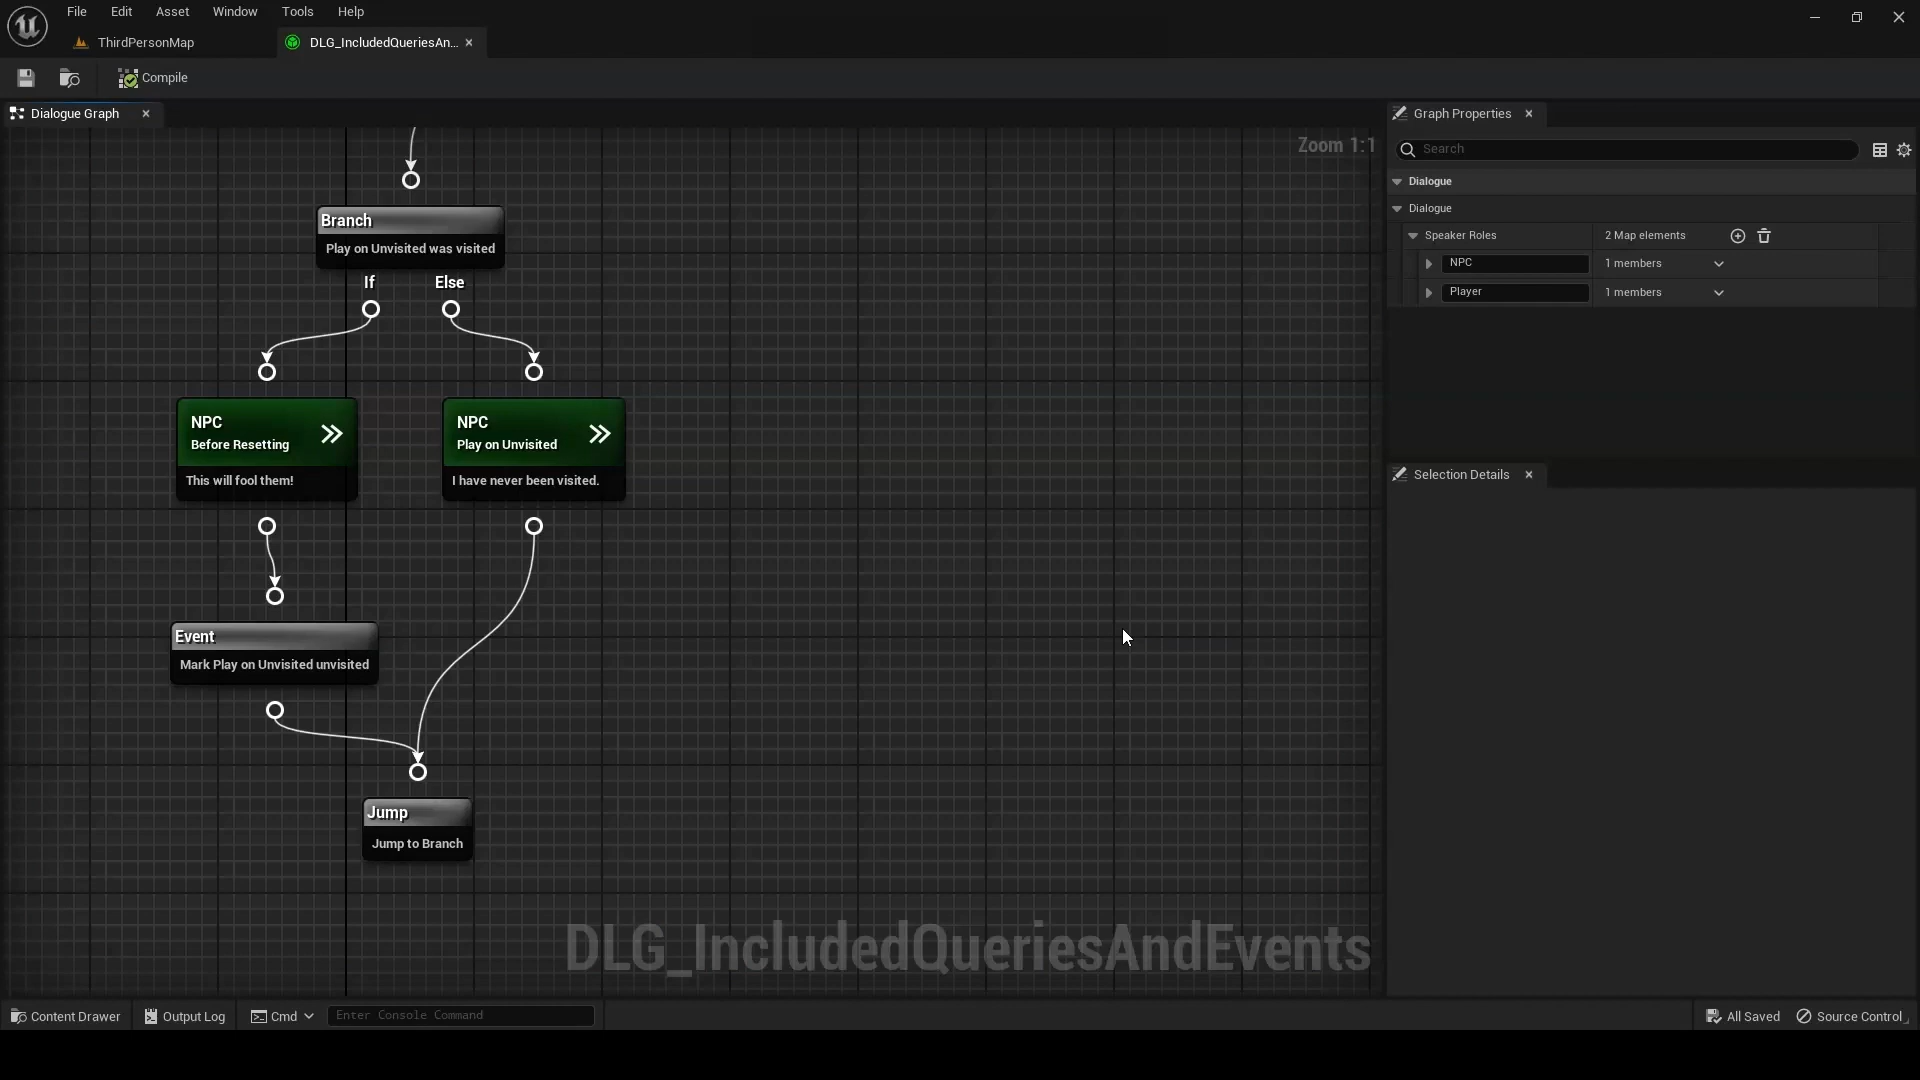 File Edit Asset Window Tools Help
ThirdPersonMap
DLG_IncludedQueriesAn...
Compile
Dialogue Graph
Zoom 1:1
Branch
Play on Unvisited was visited
If Else
NPC
Before Resetting
This will fool them!
NPC
Play on Unvisited
I have never been visited.
Event
Mark Play on Unvisited unvisited
Jump
Jump to Branch
DLG_IncludedQueriesAndEvents
Graph Properties
Search
Dialogue
Dialogue
Speaker Roles 2 Map elements
NPC 1 members
Player 1 members
Selection Details
Content Drawer Output Log Cmd Enter Console Command All Saved Source Control